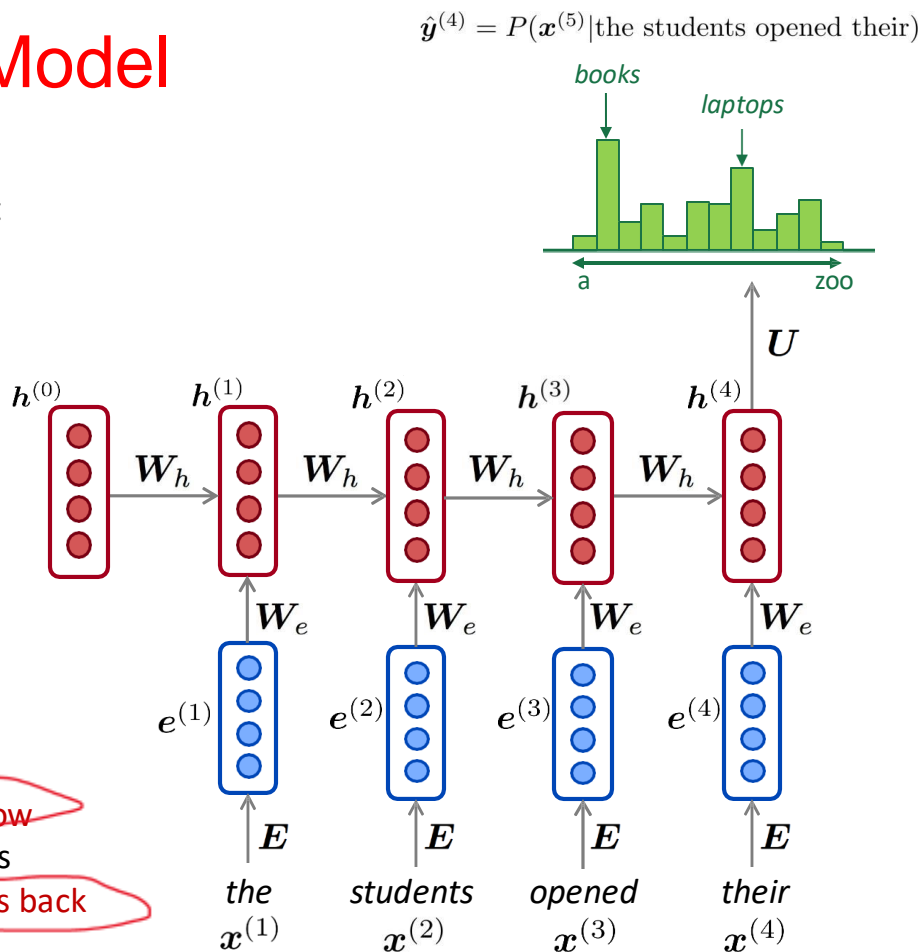 Model
ŷ⁽⁴⁾ = P(x⁽⁵⁾|the students opened their)
books
laptops
a zoo
U
h⁽⁰⁾ h⁽¹⁾ h⁽²⁾ h⁽³⁾ h⁽⁴⁾
W_h W_h W_h W_h
W_e W_e W_e W_e
e⁽¹⁾ e⁽²⁾ e⁽³⁾ e⁽⁴⁾
E E E E
s back
the students opened their
x⁽¹⁾ x⁽²⁾ x⁽³⁾ x⁽⁴⁾